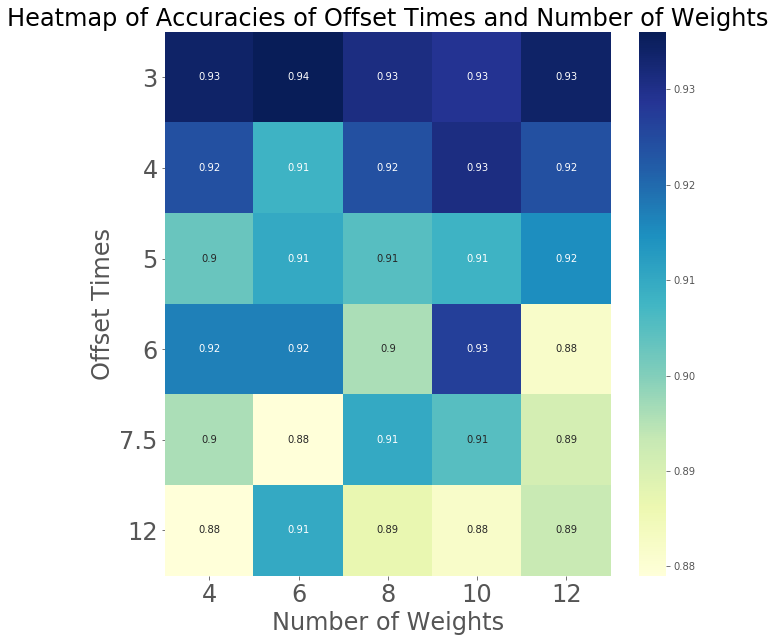 Heatmap of Accuracies of Offset Times and Number of Weights
3 0.93 0.94 0.93 0.93 0.93
4 0.92 0.91 0.92 0.93 0.92
5 0.9 0.91 0.91 0.91 0.92
6 0.92 0.92 0.9 0.93 0.88
7.5 0.9 0.88 0.91 0.91 0.89
12 0.88 0.91 0.89 0.88 0.89
4 6 8 10 12
Number of Weights
Offset Times
0.93
0.92
0.91
0.90
0.89
0.88